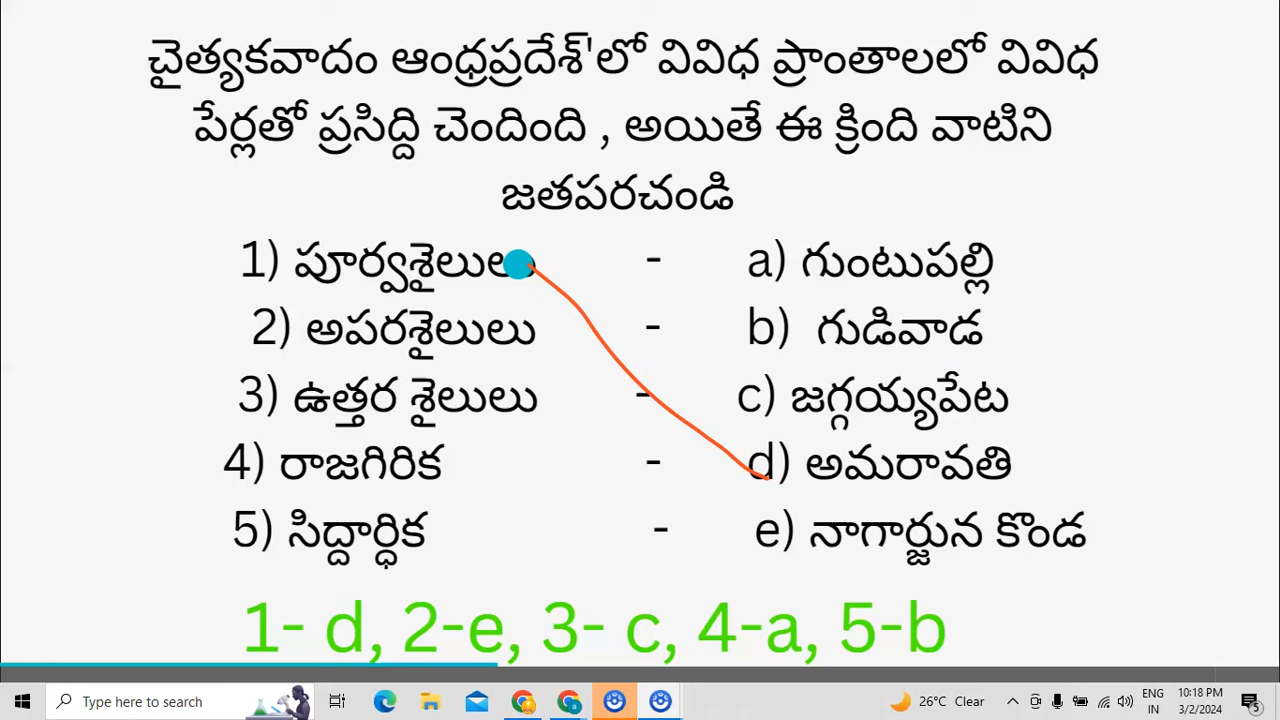 చైత్యకవాదం ఆంధ్రప్రదేశ్'లో వివిధ ప్రాంతాలలో వివిధ
పేర్లతో ప్రసిద్ది చెందింది , అయితే ఈ క్రింది వాటిని
జతపరచండి
1) పూర్వశైలులు - a) గుంటుపల్లి
2) అపరశైలులు - b) గుడివాడ
3) ఉత్తర శైలులు - c) జగ్గయ్యపేట
4) రాజగిరిక - d) అమరావతి
5) సిద్దార్ధిక - e) నాగార్జున కొండ
1- d, 2-e, 3- c, 4-a, 5-b
Type here to search
26°C Clear
ENG
IN
10:18 PM
3/2/2024
5